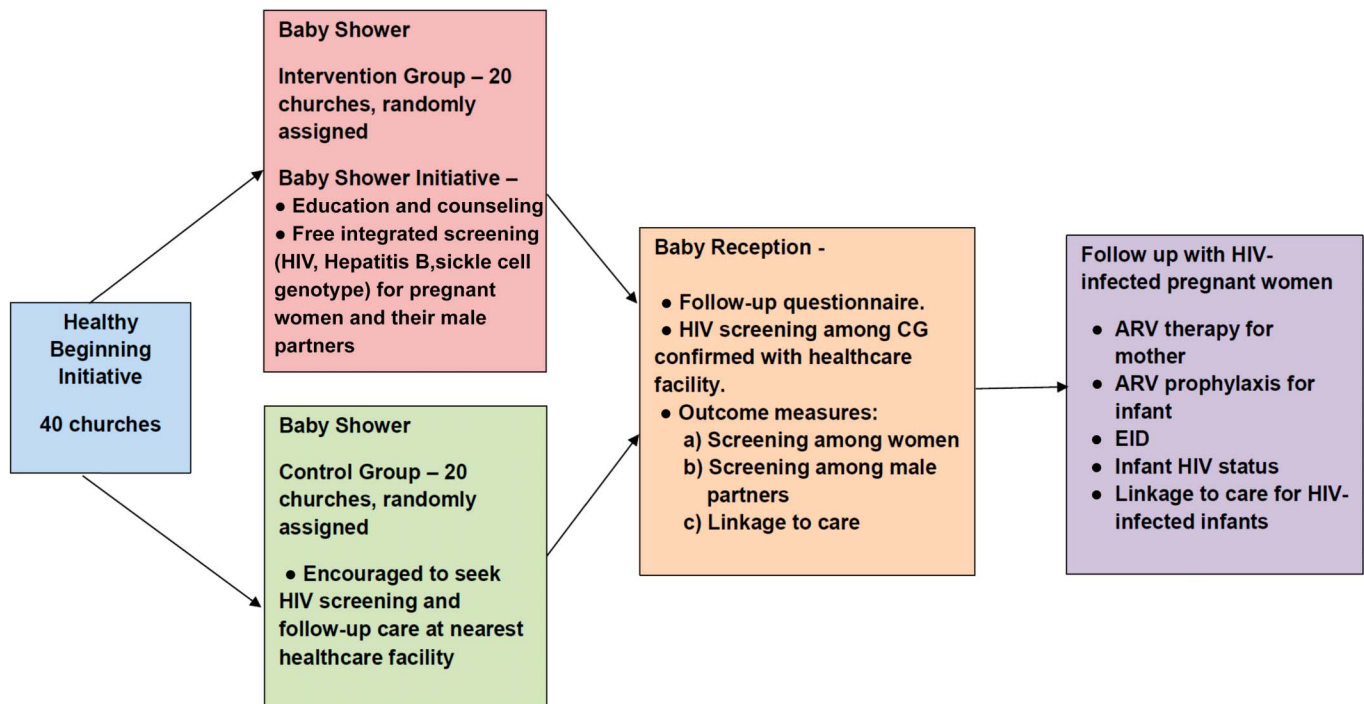 Healthy
Beginning
Initiative
40 churches
Baby Shower
Intervention Group – 20
churches, randomly
assigned
Baby Shower Initiative –
● Education and counseling
● Free integrated screening
(HIV, Hepatitis B,sickle cell
genotype) for pregnant
women and their male
partners
Baby Shower
Control Group – 20
churches, randomly
assigned
● Encouraged to seek
HIV screening and
follow-up care at nearest
healthcare facility
Baby Reception -
● Follow-up questionnaire.
● HIV screening among CG
confirmed with healthcare
facility.
● Outcome measures:
a) Screening among women
b) Screening among male
partners
c) Linkage to care
Follow up with HIV-
infected pregnant women
● ARV therapy for
mother
● ARV prophylaxis for
infant
● EID
● Infant HIV status
● Linkage to care for HIV-
infected infants